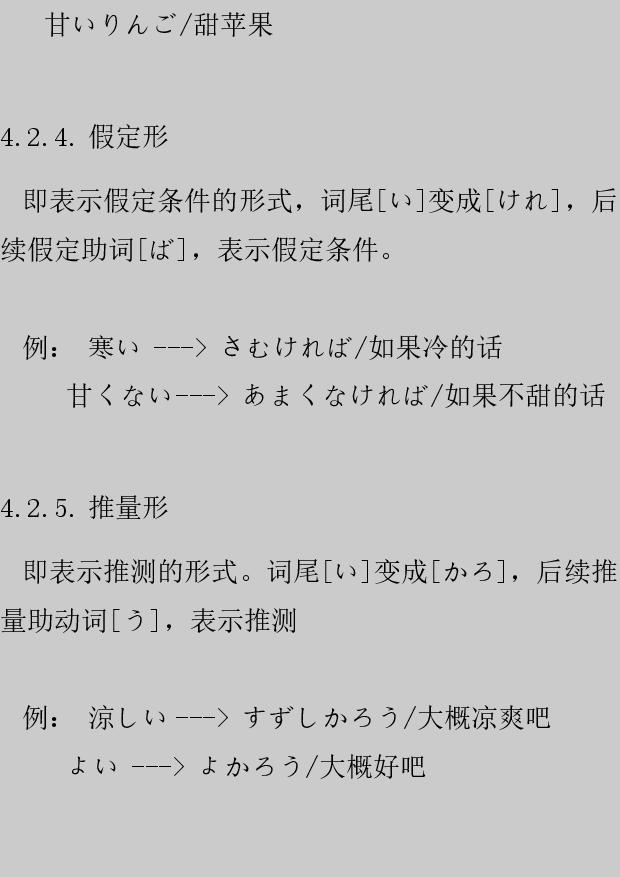 甘いりんご/甜苹果
4.2.4. 假定形
即表示假定条件的形式，词尾[い]变成[けれ]，后
续假定助词[ば]，表示假定条件。
例： 寒い ---> さむければ/如果冷的话
甘くない---> あまくなければ/如果不甜的话
4.2.5. 推量形
即表示推测的形式。词尾[い]变成[かろ]，后续推
量助动词[う]，表示推测
例： 涼しい ---> すずしかろう/大概凉爽吧
よい ---> よかろう/大概好吧